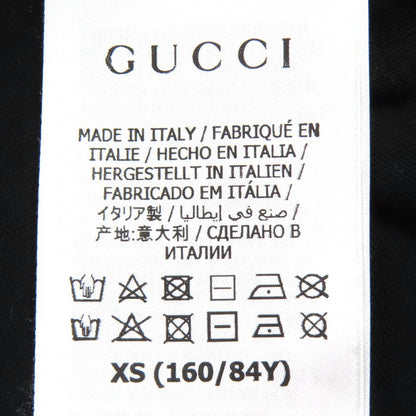 GUCCI
MADE IN ITALY / FABRIQUÉ EN
ITALIE / HECHO EN ITALIA /
HERGESTELLT IN ITALIEN /
FABRICADO EM ITÁLIA /
イタリア製 / صنع في إيطاليا /
产地:意大利 / СДЕЛАНО В
ИТАЛИИ
XS (160/84Y)